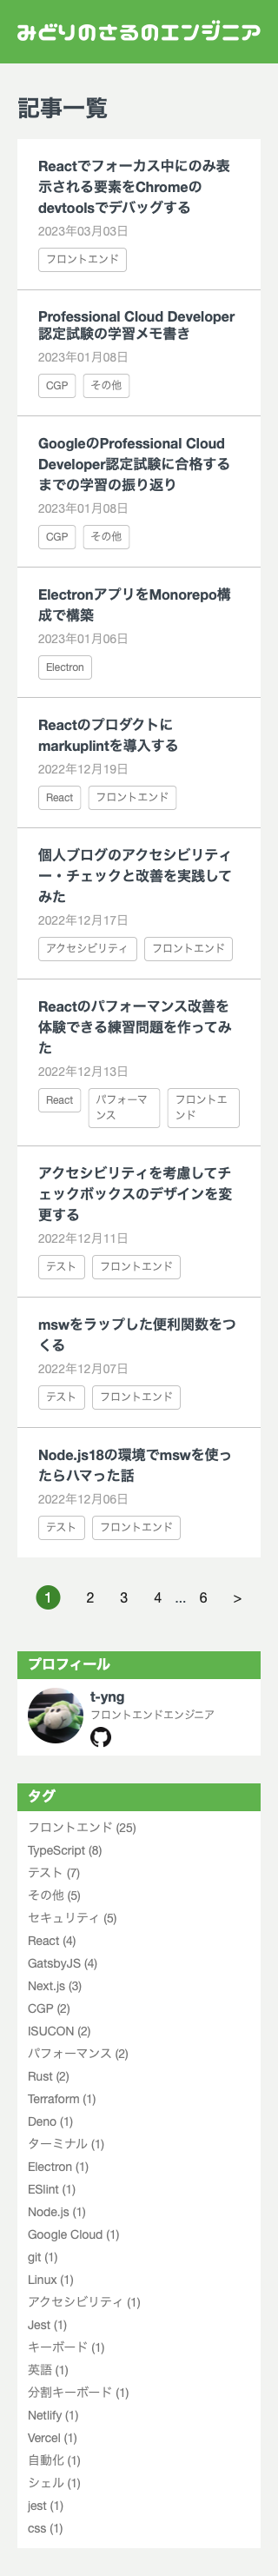 みどりのさるのエンジニア
記事一覧
Reactでフォーカス中にのみ表
示される要素をChromeの
devtoolsでデバッグする
2023年03月03日
フロントエンド
Professional Cloud Developer
認定試験の学習メモ書き
2023年01月08日
CGP その他
GoogleのProfessional Cloud
Developer認定試験に合格する
までの学習の振り返り
2023年01月08日
CGP その他
ElectronアプリをMonorepo構
成で構築
2023年01月06日
Electron
Reactのプロダクトに
markuplintを導入する
2022年12月19日
React フロントエンド
個人ブログのアクセシビリティ
ー・チェックと改善を実践して
みた
2022年12月17日
アクセシビリティ フロントエンド
Reactのパフォーマンス改善を
体験できる練習問題を作ってみ
た
2022年12月13日
React パフォーマ フロントエ
ンス ンド
アクセシビリティを考慮してチ
ェックボックスのデザインを変
更する
2022年12月11日
テスト フロントエンド
mswをラップした便利関数をつ
くる
2022年12月07日
テスト フロントエンド
Node.js18の環境でmswを使っ
たらハマった話
2022年12月06日
テスト フロントエンド
1 2 3 4 ... 6 >
プロフィール
t-yng
フロントエンドエンジニア
タグ
フロントエンド (25)
TypeScript (8)
テスト (7)
その他 (5)
セキュリティ (5)
React (4)
GatsbyJS (4)
Next.js (3)
CGP (2)
ISUCON (2)
パフォーマンス (2)
Rust (2)
Terraform (1)
Deno (1)
ターミナル (1)
Electron (1)
ESlint (1)
Node.js (1)
Google Cloud (1)
git (1)
Linux (1)
アクセシビリティ (1)
Jest (1)
キーボード (1)
英語 (1)
分割キーボード (1)
Netlify (1)
Vercel (1)
自動化 (1)
シェル (1)
jest (1)
css (1)